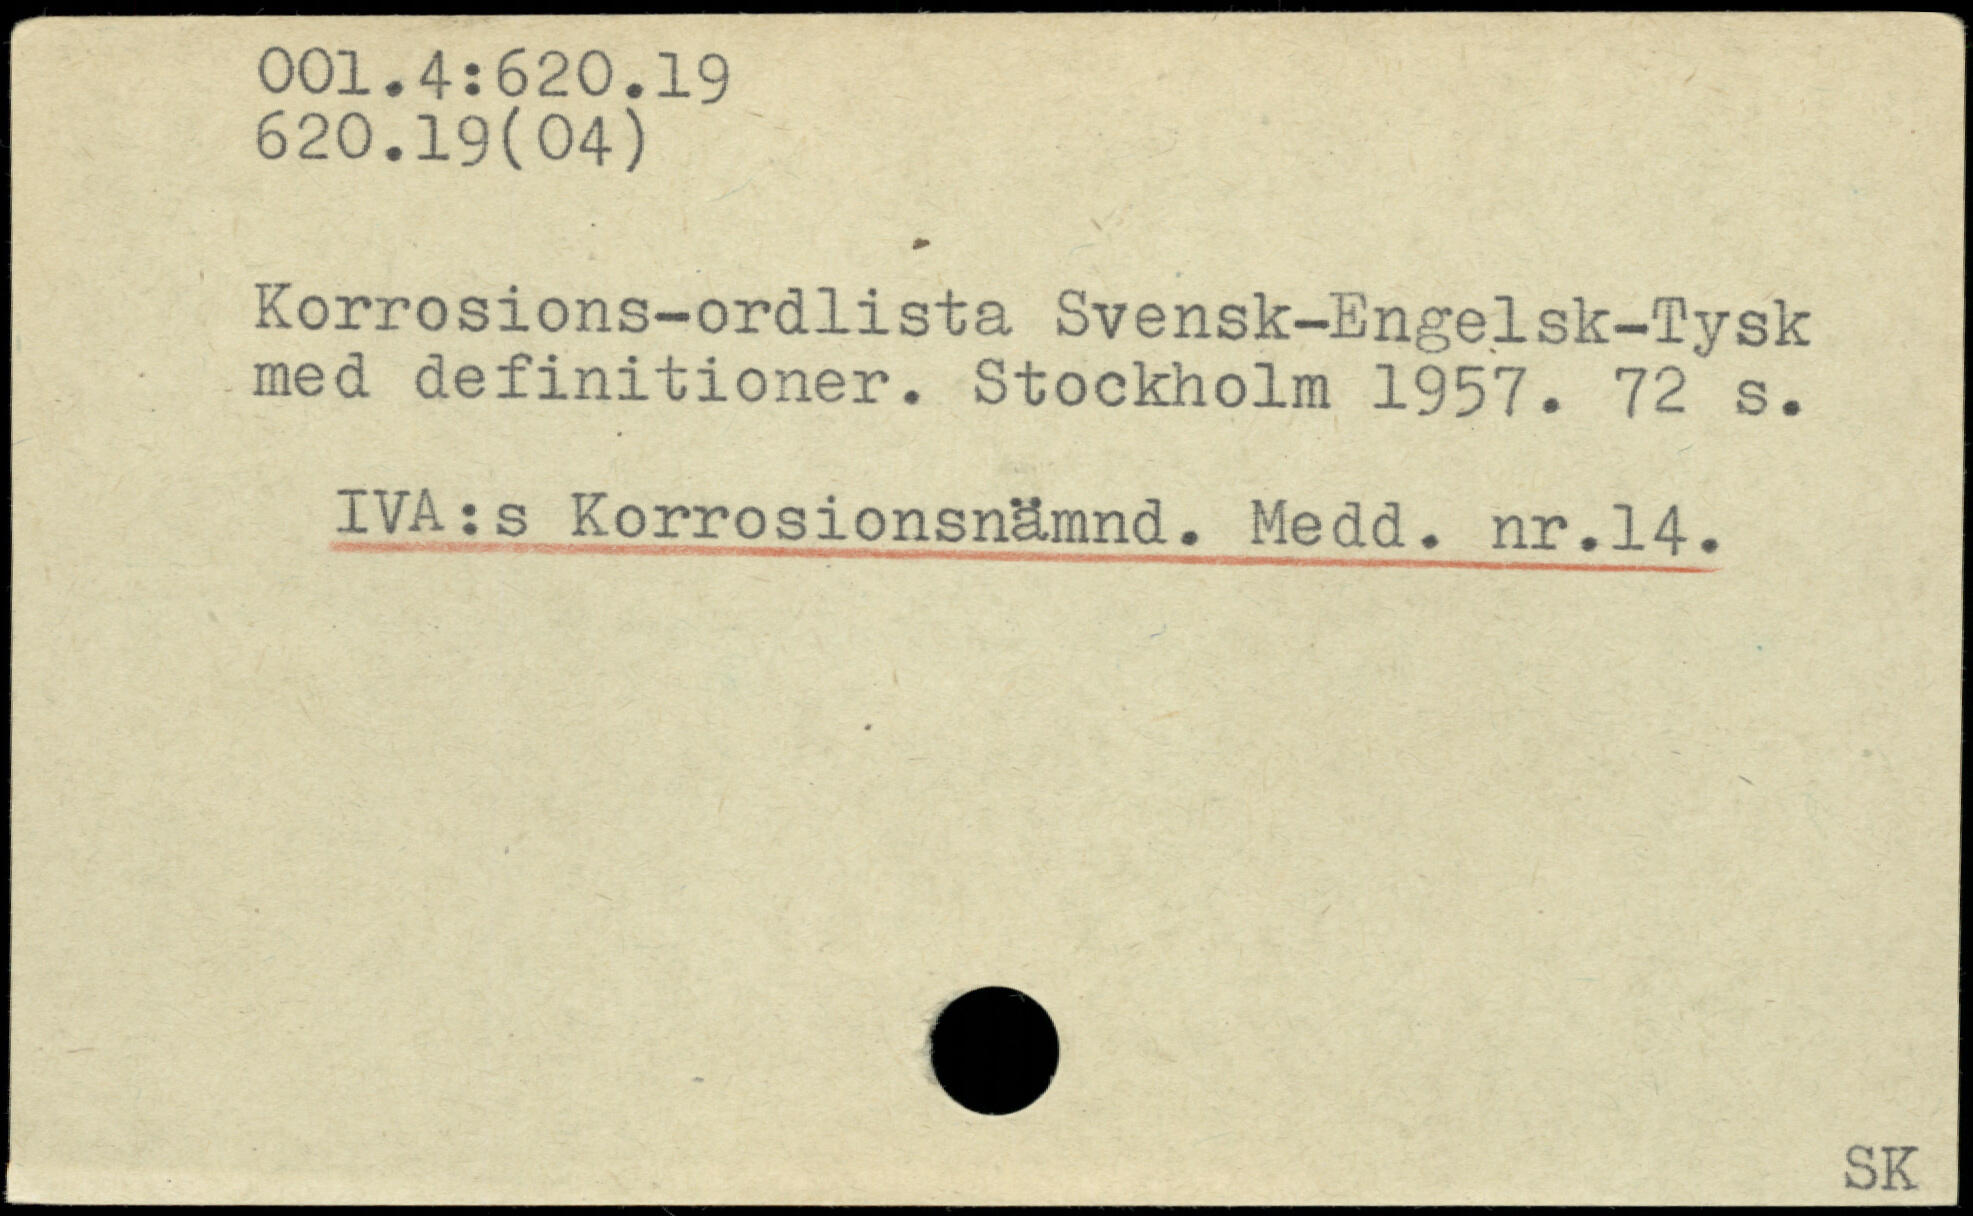 001.4:620.19
620.19(04)
Korrosions-ordlista Svensk-Engelsk-Tysk
med definitioner. Stockholm 1957. 72 s.
IVA:s Korrosionsnämnd. Medd. nr.14.
SK